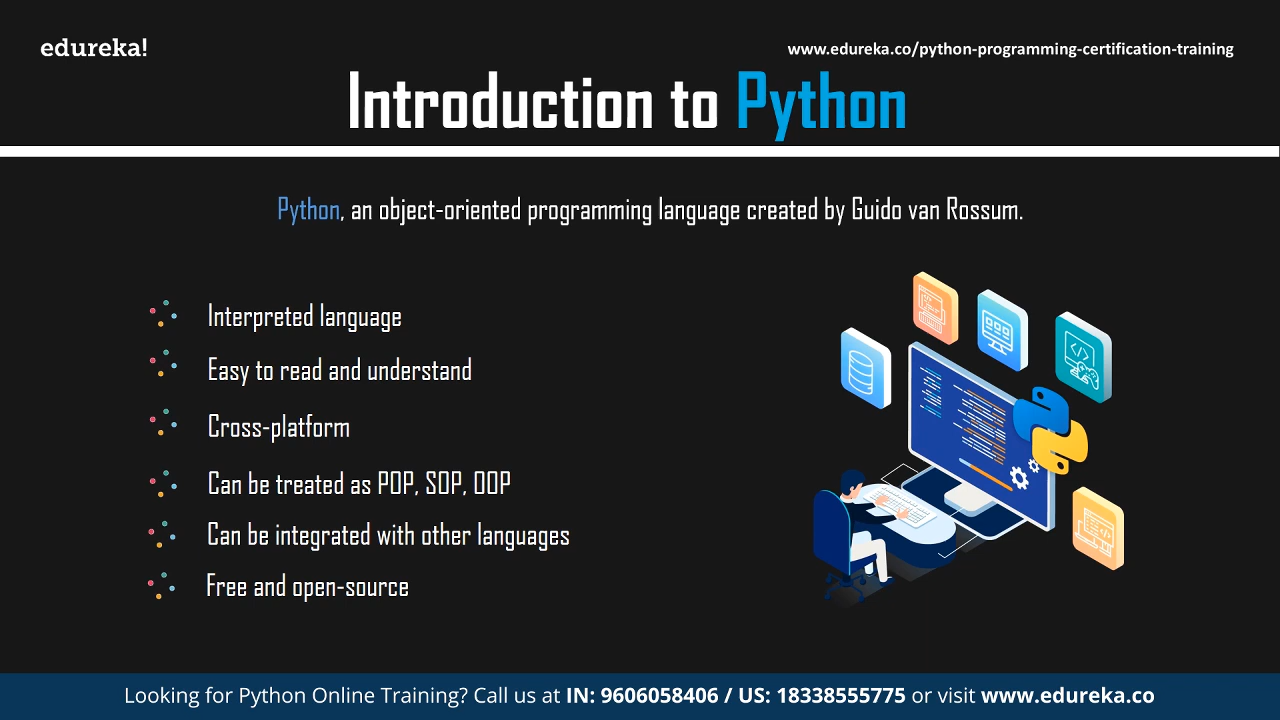 edureka!
www.edureka.co/python-programming-certification-training
Introduction to Python
Python, an object-oriented programming language created by Guido van Rossum.
Interpreted language
Easy to read and understand
Cross-platform
Can be treated as POP, SOP, OOP
Can be integrated with other languages
Free and open-source
Looking for Python Online Training? Call us at IN: 9606058406 / US: 18338555775 or visit www.edureka.co